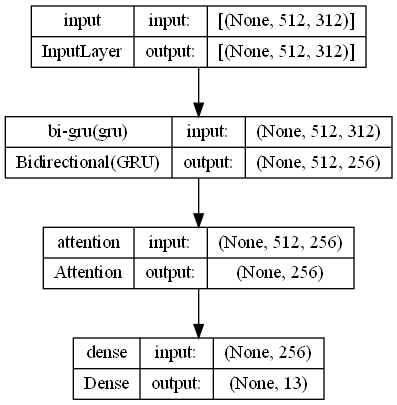 input input: [(None, 512, 312)]
InputLayer output: [(None, 512, 312)]
bi-gru(gru) input: (None, 512, 312)
Bidirectional(GRU) output: (None, 512, 256)
attention input: (None, 512, 256)
Attention output: (None, 256)
dense input: (None, 256)
Dense output: (None, 13)